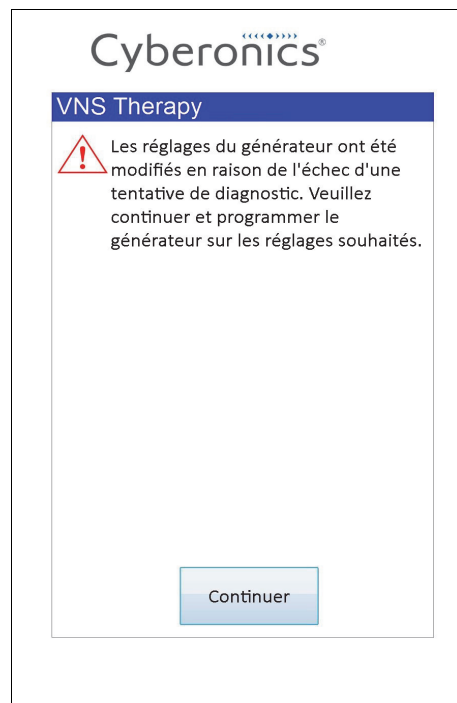 Cyberonics®
VNS Therapy
Les réglages du générateur ont été
modifiés en raison de l'échec d'une
tentative de diagnostic. Veuillez
continuer et programmer le
générateur sur les réglages souhaités.
Continuer